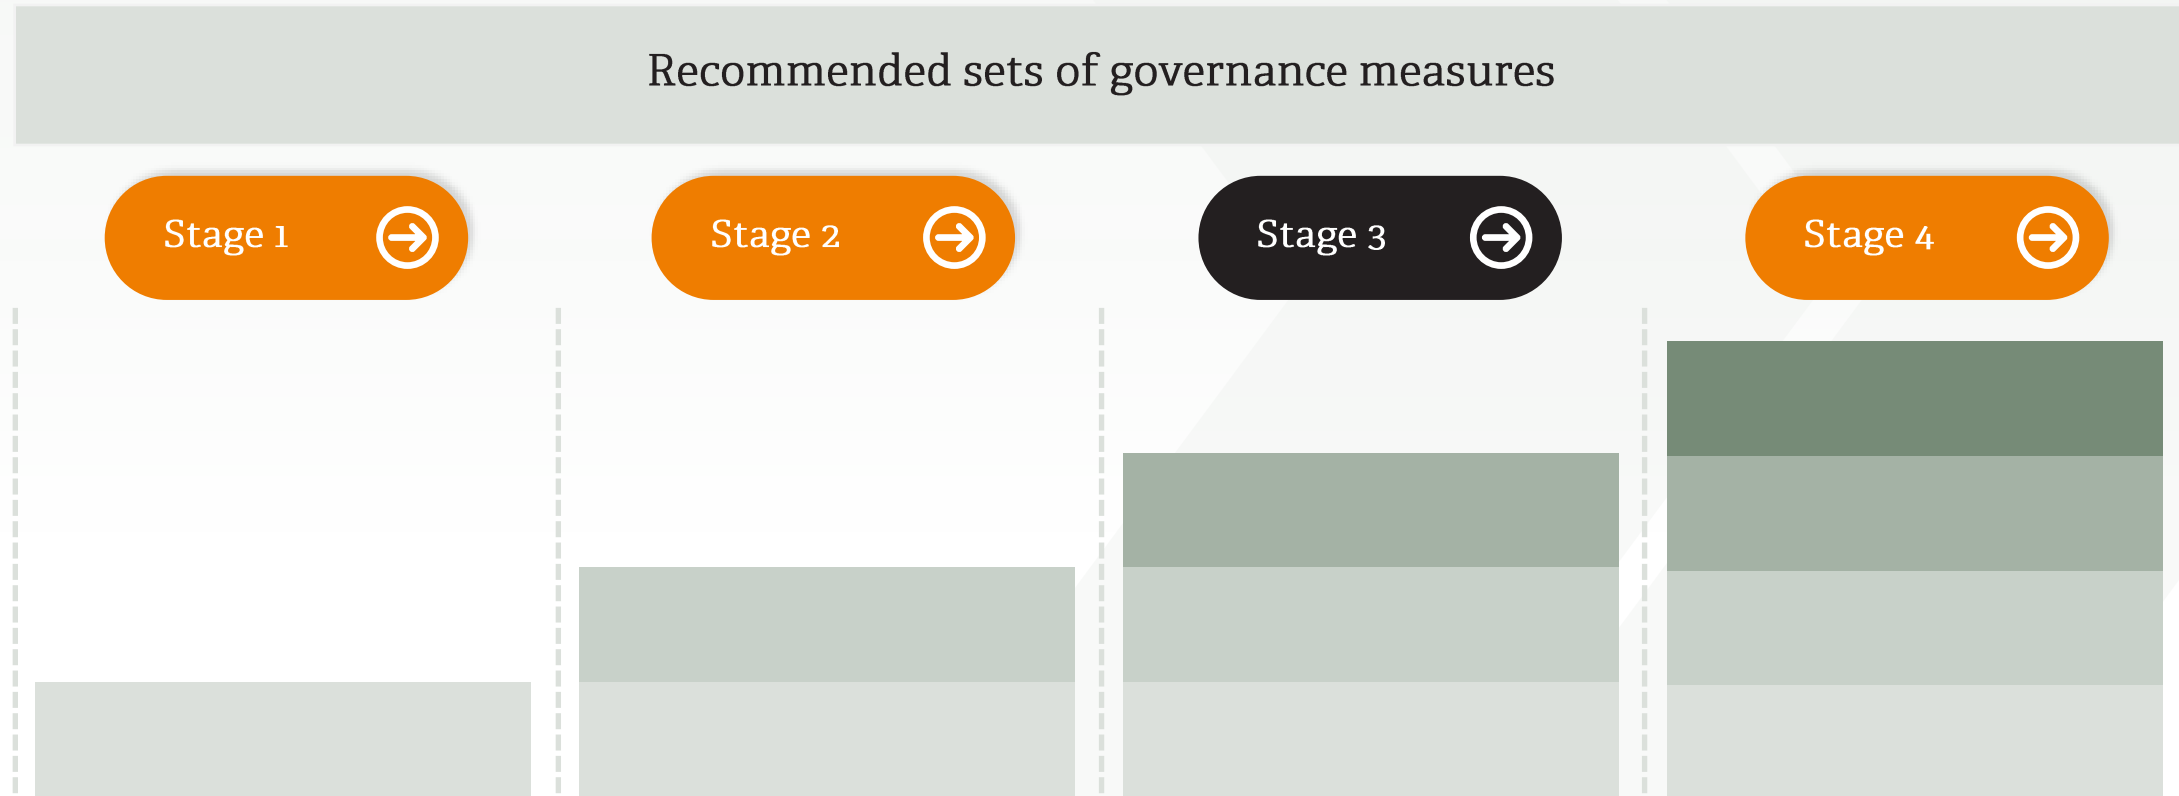 Recommended sets of governance measures
Stage 1
Stage 2
Stage 3
Stage 4